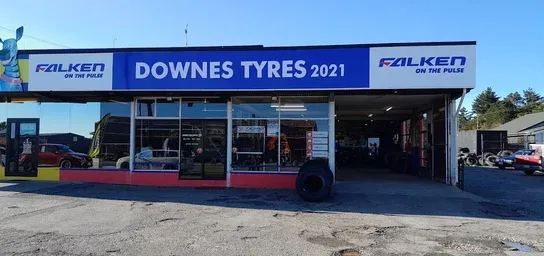 FALKEN
ON THE PULSE
DOWNES TYRES 2021
FALKEN
ON THE PULSE